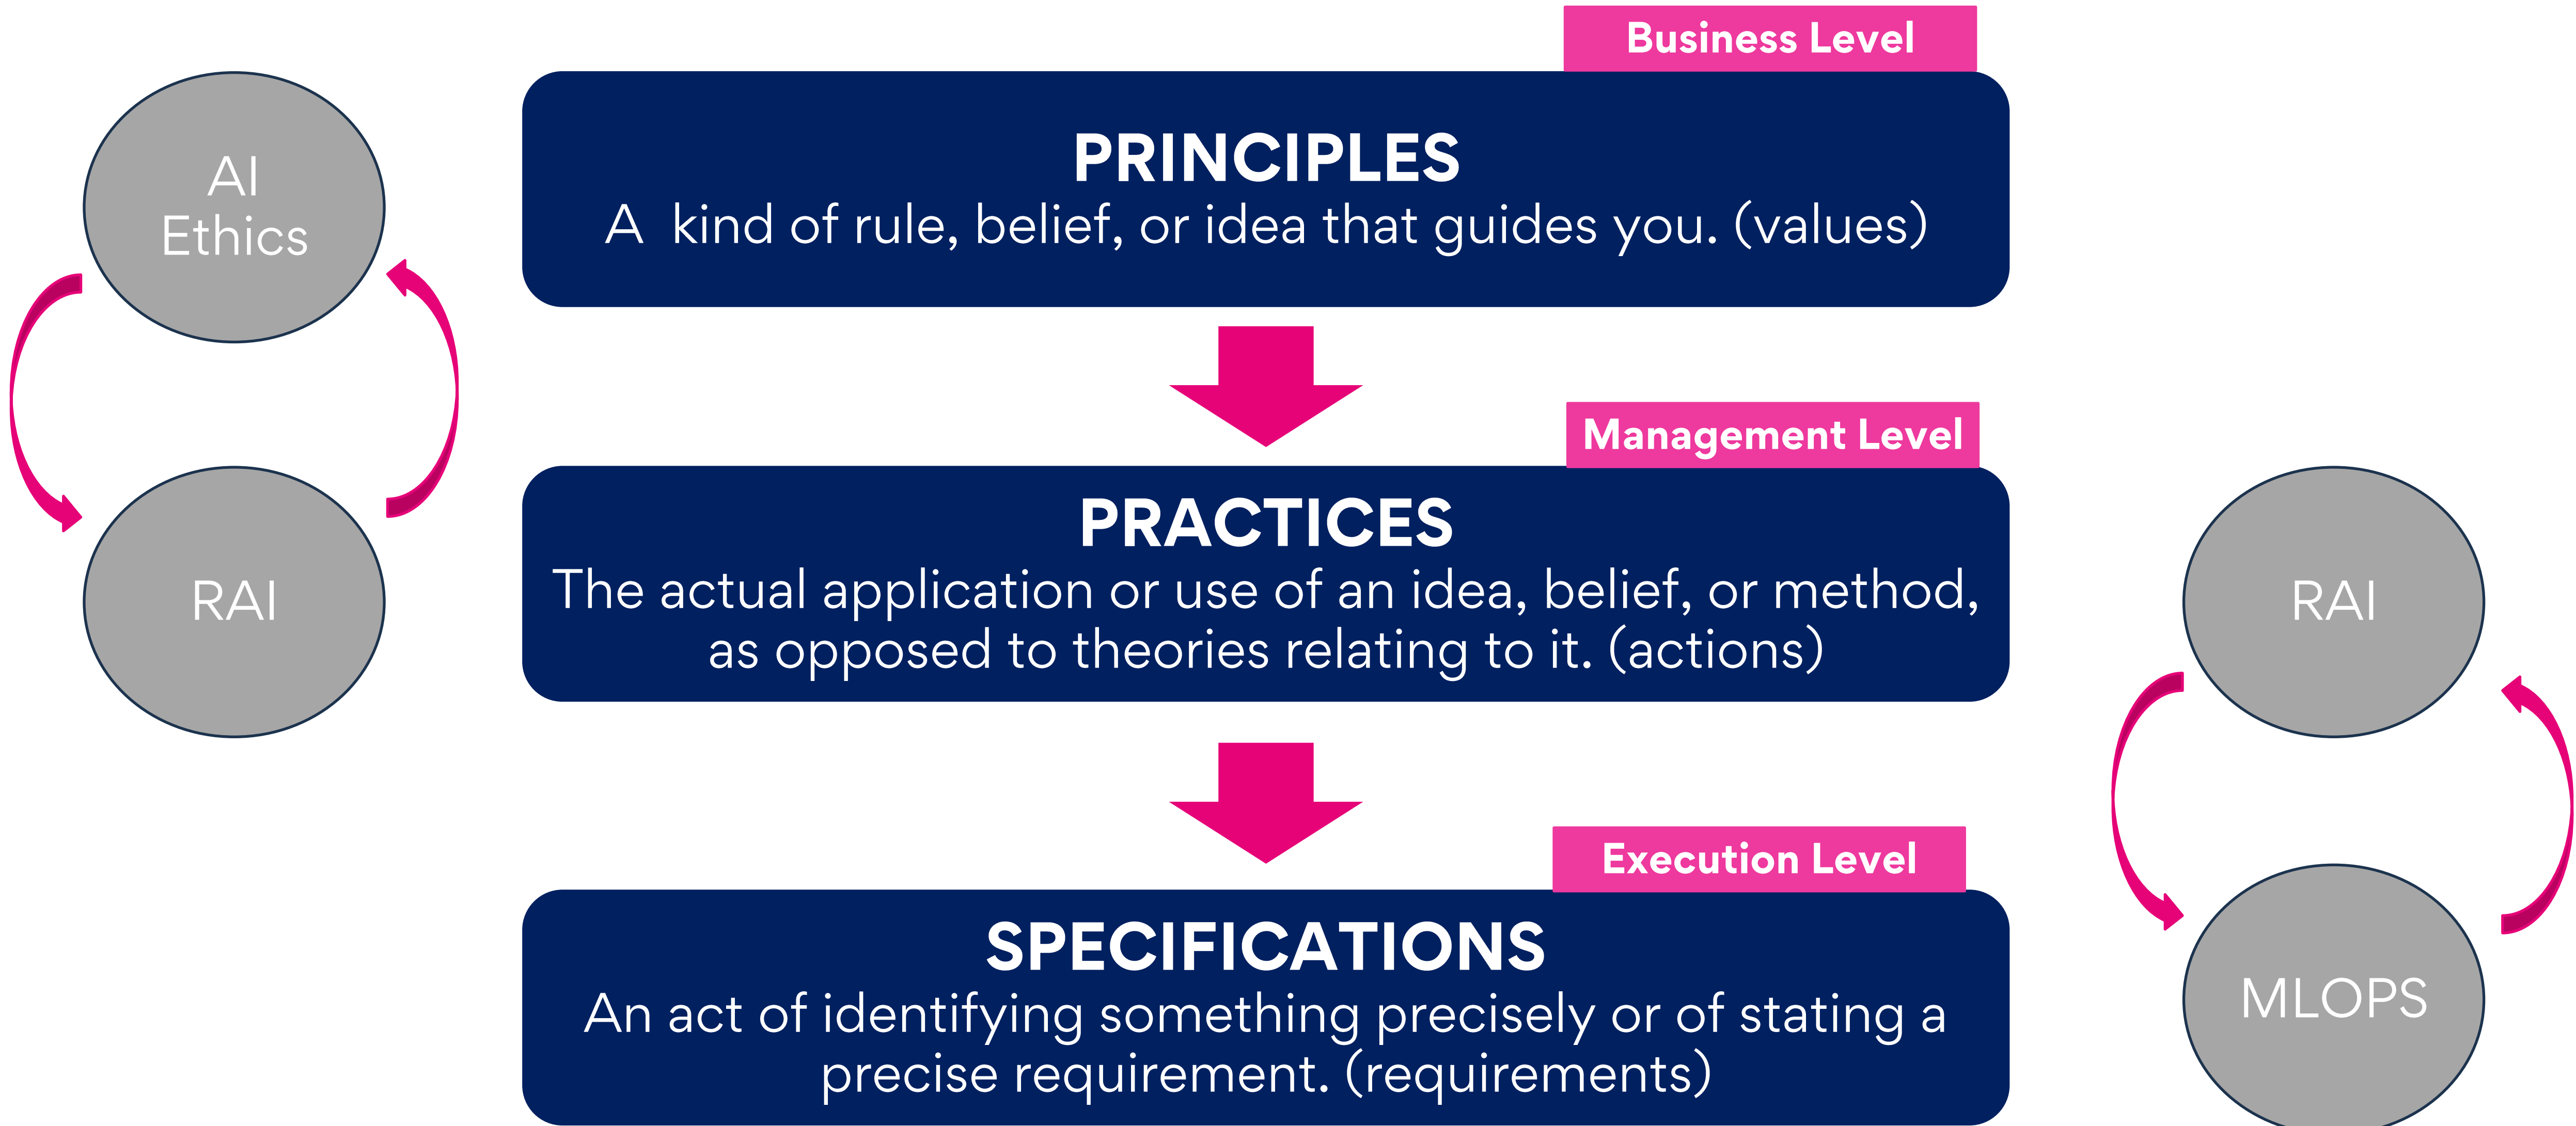 Business Level
AI
Ethics
PRINCIPLES
A  kind of rule, belief, or idea that guides you. (values)
Management Level
RAI
PRACTICES
The actual application or use of an idea, belief, or method,
as opposed to theories relating to it. (actions)
RAI
Execution Level
SPECIFICATIONS
An act of identifying something precisely or of stating a
precise requirement. (requirements)
MLOPS